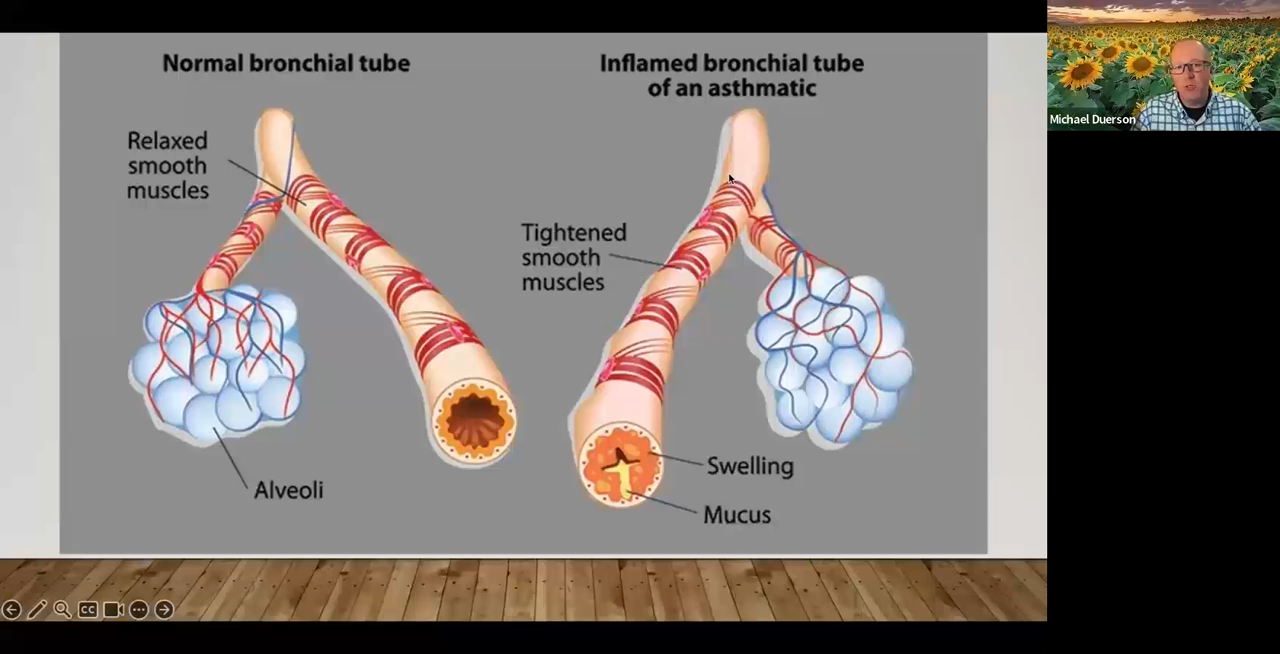 Normal bronchial tube
Relaxed
smooth
muscles
Alveoli
Inflamed bronchial tube
of an asthmatic
Tightened
smooth
muscles
Swelling
Mucus
CC
Michael Duerson